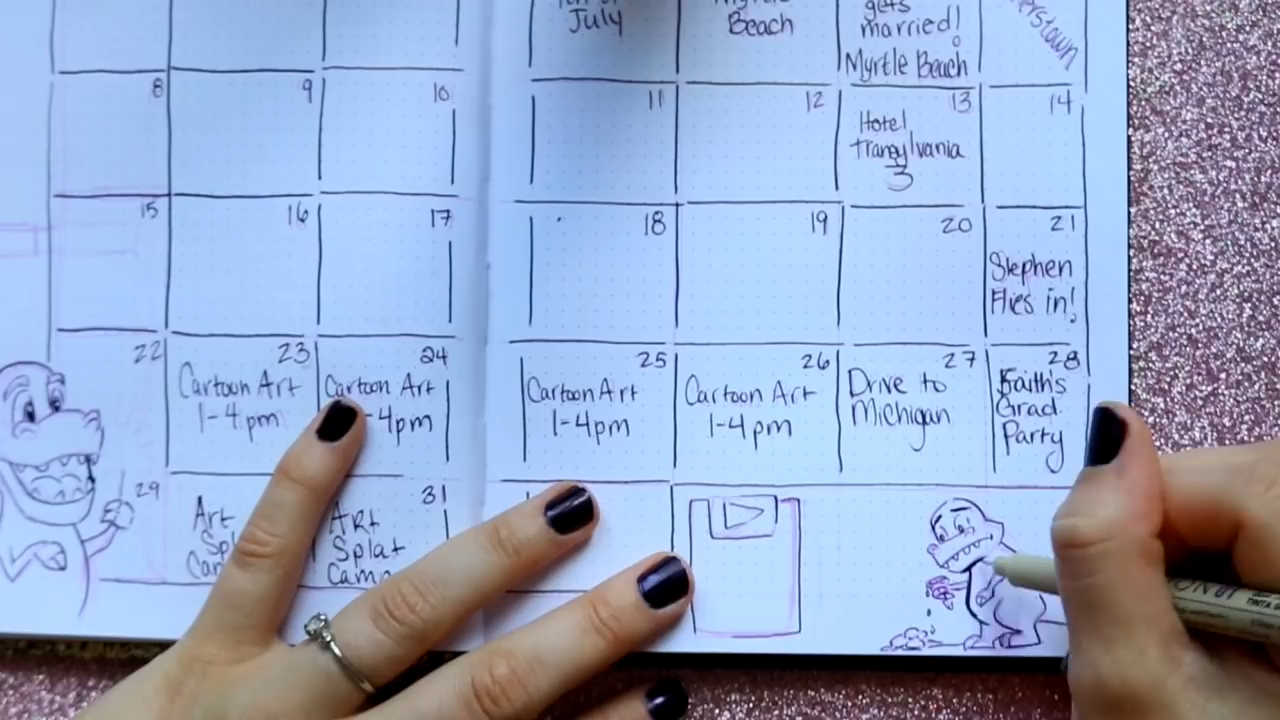 July
Beach
gets
married!
Myrtle Beach
8
9
10
11
12
13
Hotel
Transylvania
3
14
15
16
17
18
19
20
21
Stephen
Flies in!
22
23
Cartoon Art
1-4pm
24
Cartoon Art
-4pm
25
Cartoon Art
1-4pm
26
Cartoon Art
1-4pm
27
Drive to
Michigan
28
Faith's
Grad
Party
29
Art
31
Art
Splat